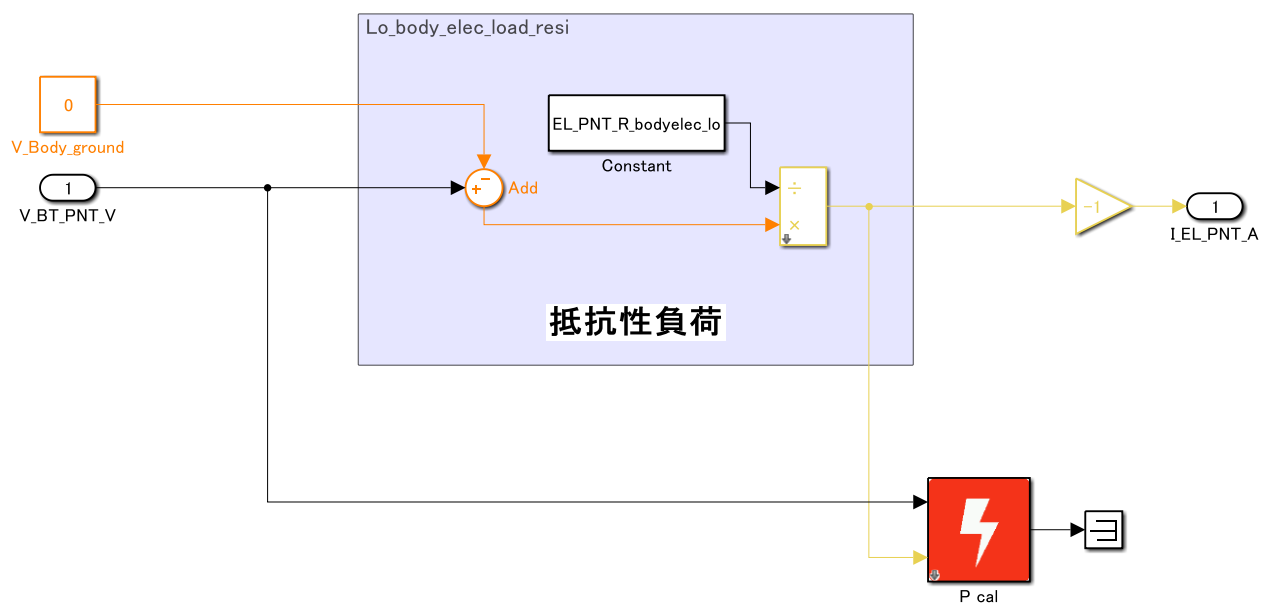 Lo_body_elec_load_resi
0
V_Body_ground
EL_PNT_R_bodyelec_lo
Constant
1
V_BT_PNT_V
+
−
Add
÷
×
-1
1
I_EL_PNT_A
抵抗性負荷
P cal